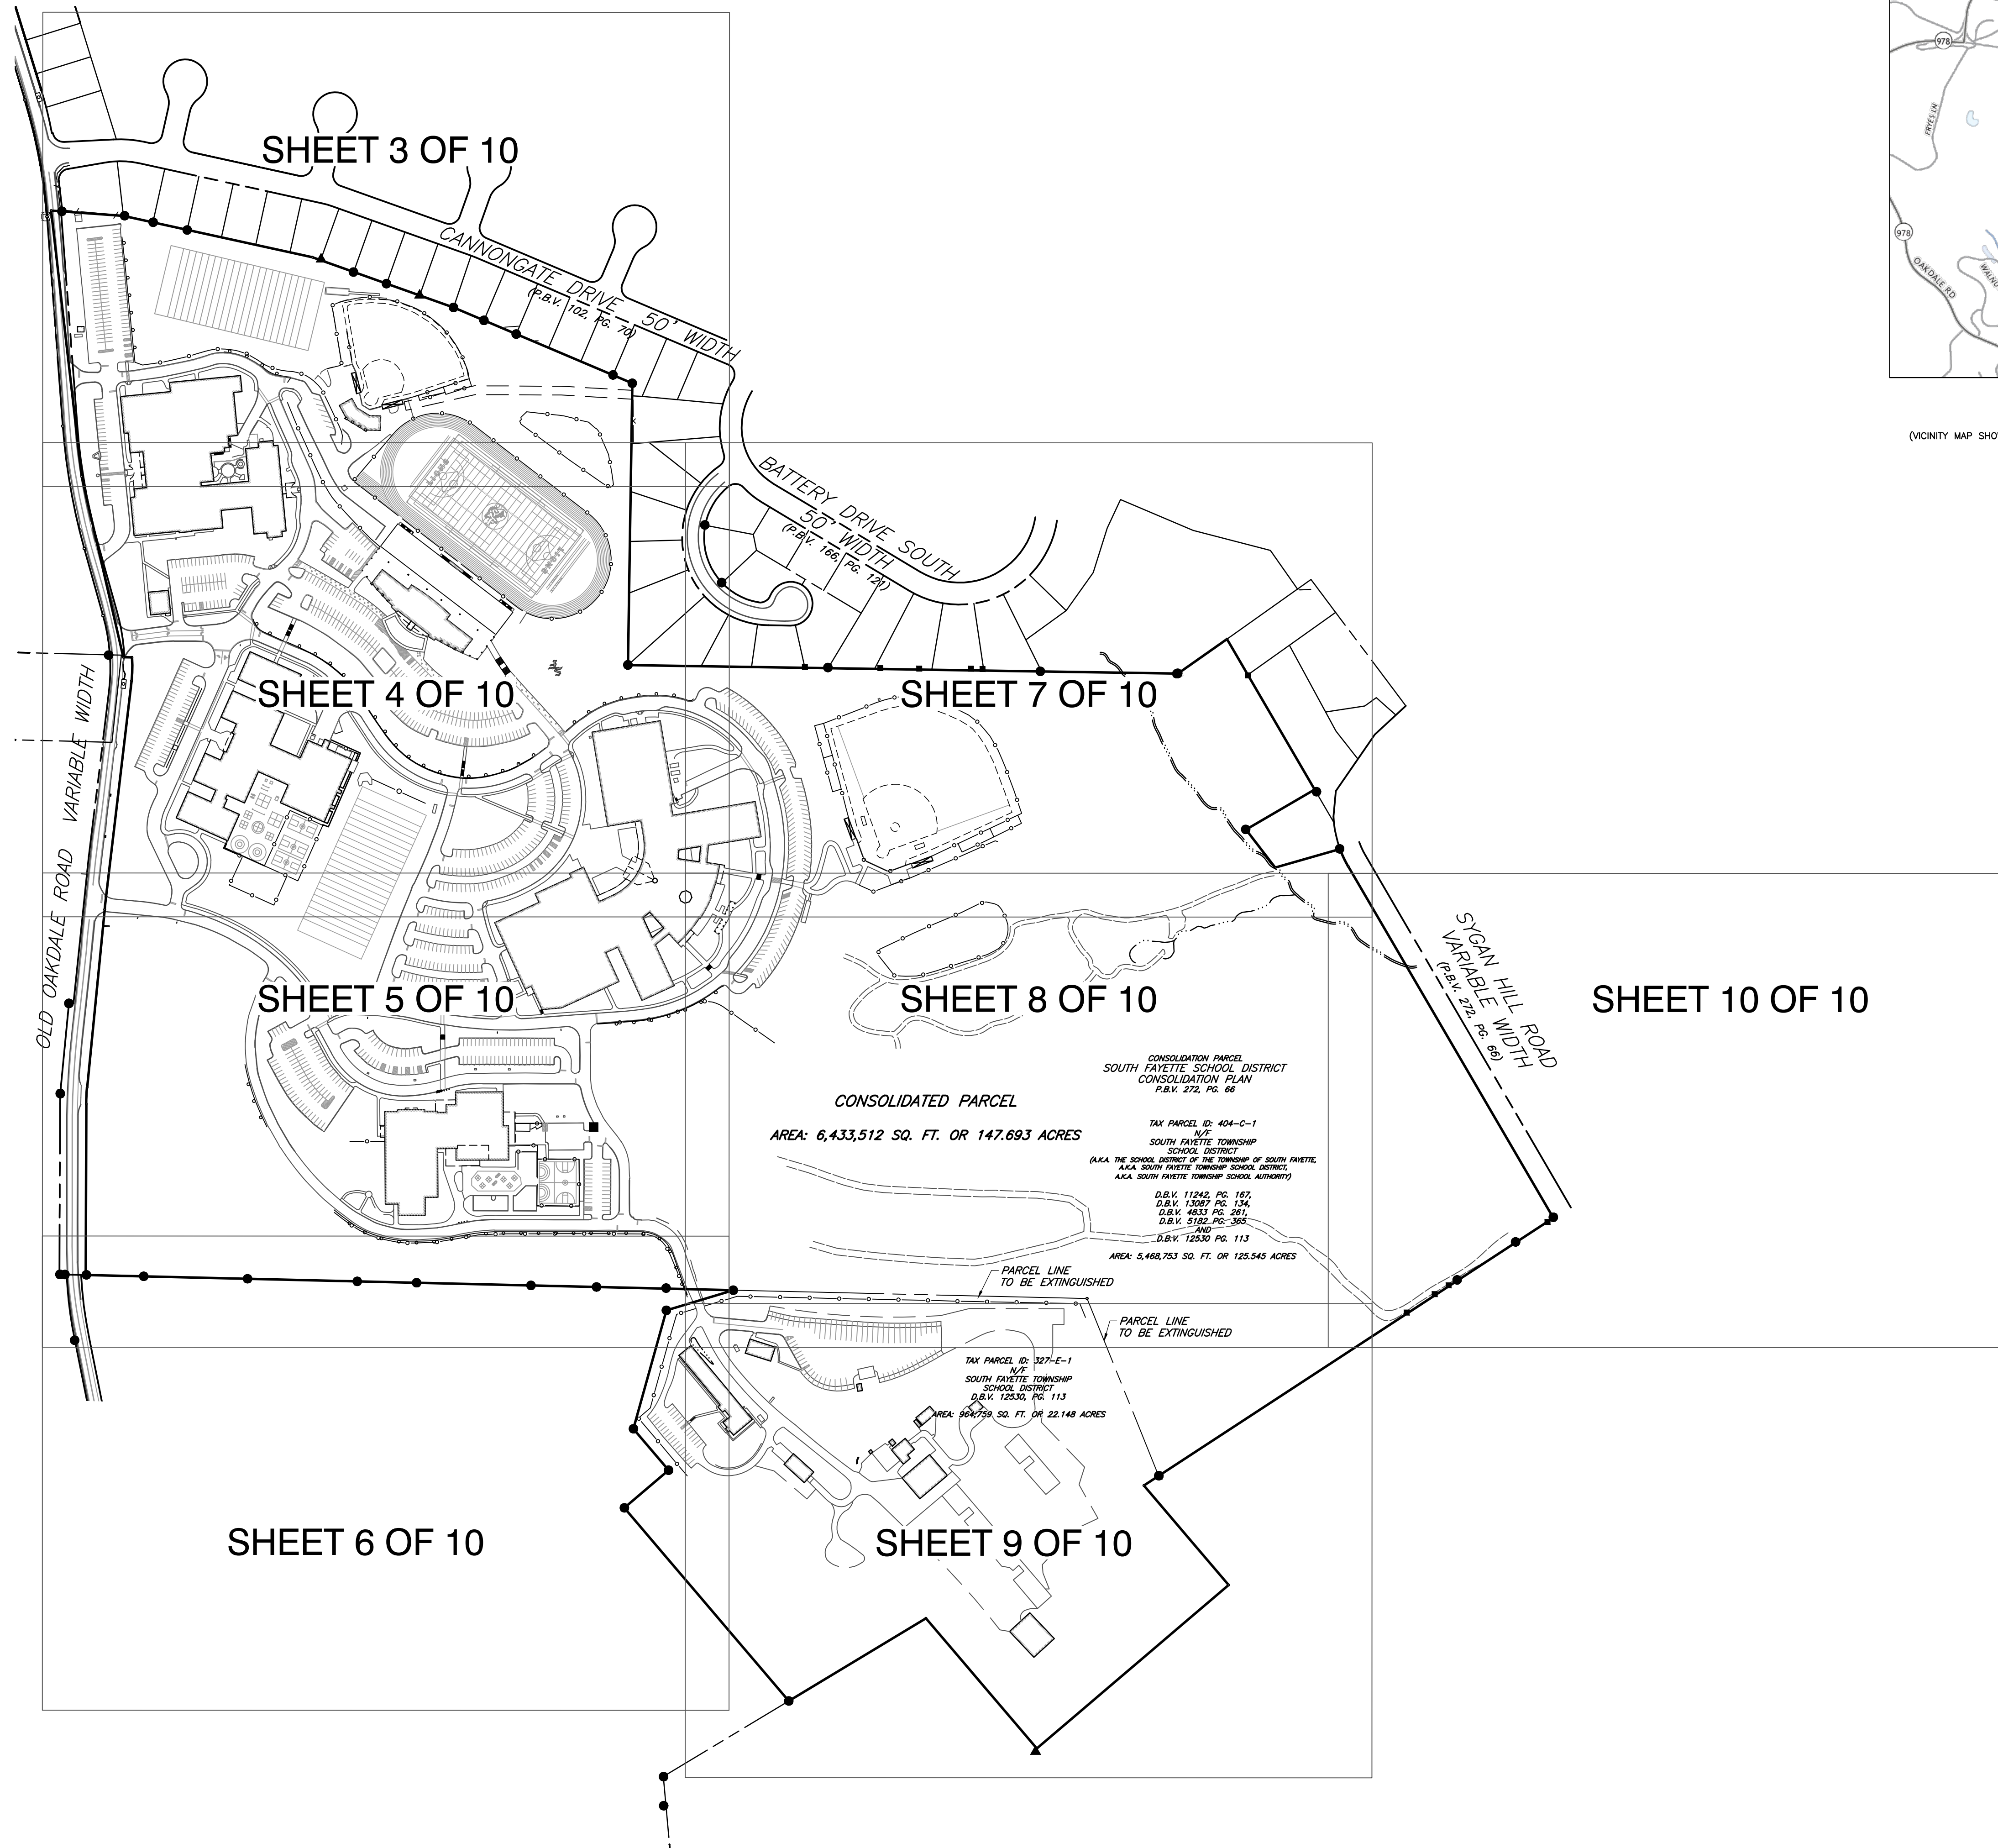 978
FRYES LN
978
OAKDALE RD
(VICINITY MAP
SHEET 3 OF 10
CANNONGATE DRIVE 50' WIDTH
(P.B.V. 102, PG. 70)
BATTERY DRIVE SOUTH
50' WIDTH
(P.B.V. 166, PG. 121)
LIONS
SHEET 4 OF 10
SHEET 7 OF 10
OLD OAKDALE ROAD VARIABLE WIDTH
SHEET 5 OF 10
SHEET 8 OF 10
SYGAN HILL ROAD
VARIABLE WIDTH
(P.B.V. 272, PG. 66)
SHEET 10 OF 10
CONSOLIDATION PARCEL
SOUTH FAYETTE SCHOOL DISTRICT
CONSOLIDATION PLAN
P.B.V. 272, PG. 66
CONSOLIDATED PARCEL
AREA: 6,433,512 SQ. FT. OR 147.693 ACRES
TAX PARCEL ID: 404-C-1
N/F
SOUTH FAYETTE TOWNSHIP
SCHOOL DISTRICT
(A.K.A. THE SCHOOL DISTRICT OF THE TOWNSHIP OF SOUTH FAYETTE,
A.K.A. SOUTH FAYETTE TOWNSHIP SCHOOL DISTRICT,
A.K.A. SOUTH FAYETTE TOWNSHIP SCHOOL AUTHORITY)
D.B.V. 11242, PG. 167,
D.B.V. 13087 PG. 134,
D.B.V. 4833 PG. 261,
D.B.V. 5182 PG. 365
AND
D.B.V. 12530 PG. 113
AREA: 5,468,753 SQ. FT. OR 125.545 ACRES
PARCEL LINE
TO BE EXTINGUISHED
PARCEL LINE
TO BE EXTINGUISHED
TAX PARCEL ID: 327-E-1
N/F
SOUTH FAYETTE TOWNSHIP
SCHOOL DISTRICT
D.B.V. 12530, PG. 113
AREA: 964,759 SQ. FT. OR 22.148 ACRES
SHEET 6 OF 10
SHEET 9 OF 10